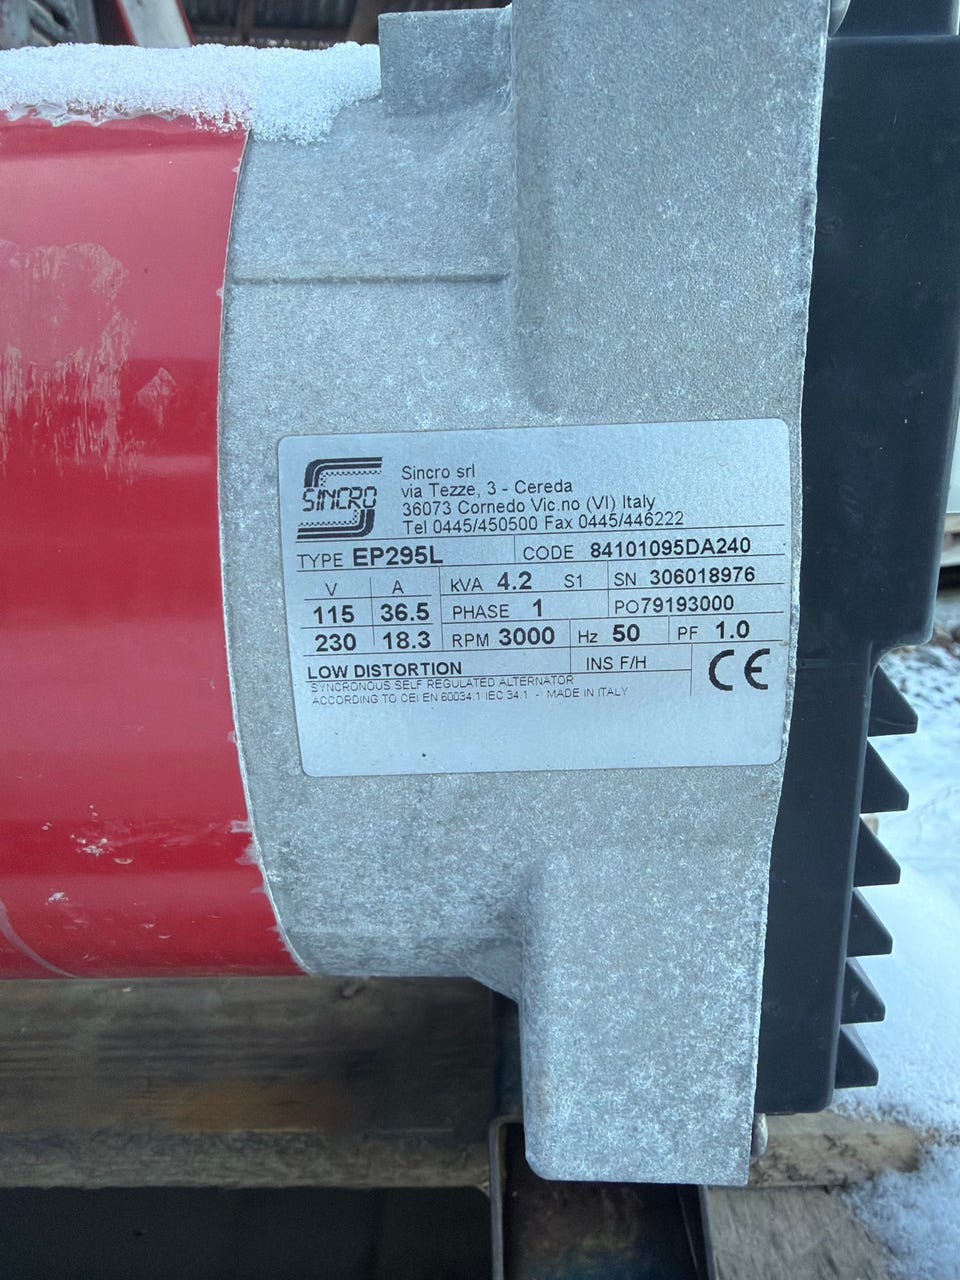 SINCRO
Sincro srl
via Tezze, 3 - Cereda
36073 Cornedo Vic.no (VI) Italy
Tel 0445/450500 Fax 0445/446222
TYPE EP295L CODE 84101095DA240
V A kVA 4.2 S1 SN 306018976
115 36.5 PHASE 1 PO79193000
230 18.3 RPM 3000 Hz 50 PF 1.0
LOW DISTORTION INS F/H CE
SYNCRONOUS SELF REGULATED ALTERNATOR
ACCORDING TO CEI EN 60034.1 IEC 34.1 - MADE IN ITALY